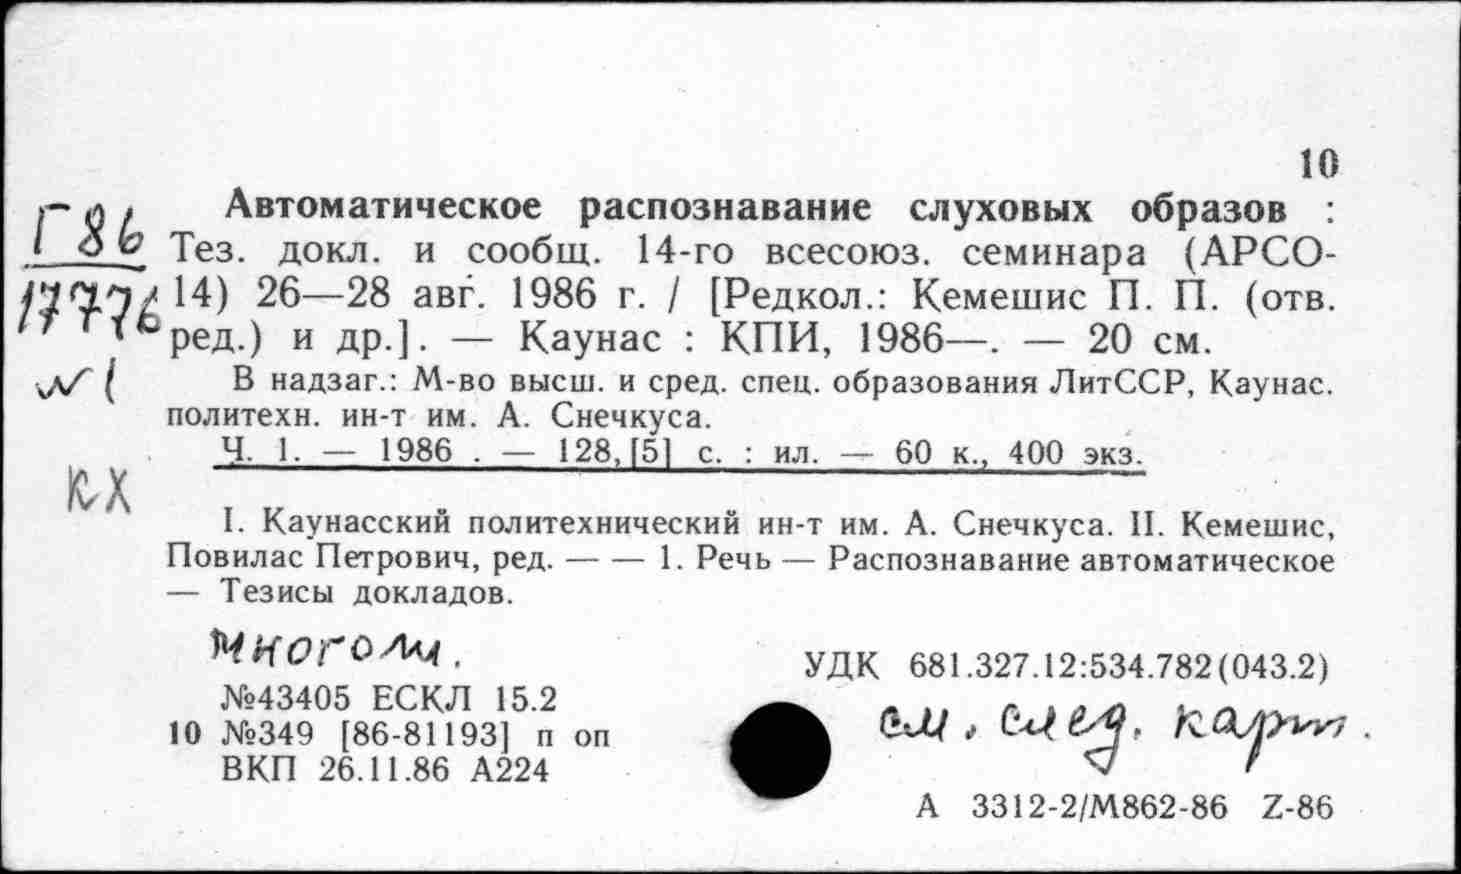 10
Автоматическое распознавание слуховых образов :
Г86 Тез. докл. и сообщ. 14-го всесоюз. семинара (АРСО-
17776 14) 26—28 авг. 1986 г. / [Редкол.: Кемешис П. П. (отв.
ред.) и др.]. — Каунас : КПИ, 1986—. — 20 см.
В надзаг.: М-во высш. и сред. спец. образования ЛитССР, Каунас.
политехн. ин-т им. А. Снечкуса.
Ч. 1. — 1986 . — 128, [5] с. : ил. — 60 к., 400 экз.
КХ
I. Каунасский политехнический ин-т им. А. Снечкуса. II. Кемешис,
Повилас Петрович, ред. — — 1. Речь — Распознавание автоматическое
— Тезисы докладов.
УДК 681.327.12:534.782(043.2)
№43405 ЕСКЛ 15.2
10 №349 [86-81193] п оп
см. след. карт.
ВКП 26.11.86 А224
А 3312-2/М862-86 Z-86